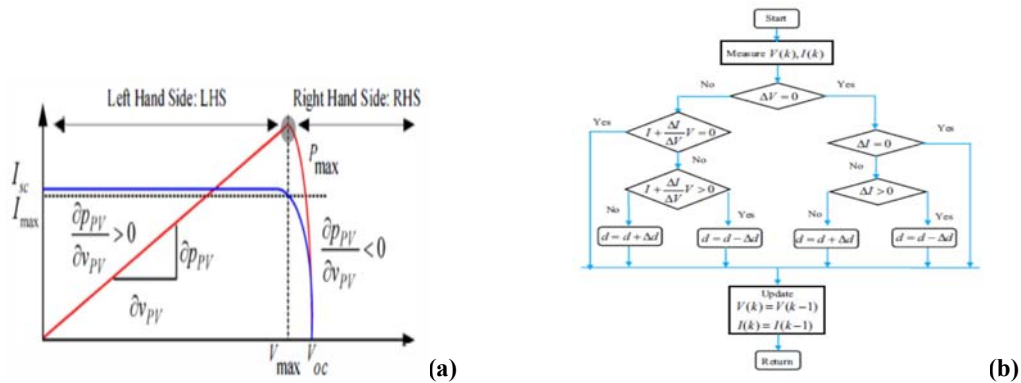 Left Hand Side: LHS
Right Hand Side: RHS
P_max
I_sc
I_max
∂p_PV/∂v_PV > 0
∂p_PV
∂v_PV
∂p_PV/∂v_PV < 0
V_max
V_oc
(a)
Start
Measure V(k), I(k)
No
Yes
ΔV = 0
Yes
I + ΔI/ΔV V = 0
ΔI = 0
Yes
No
No
I + ΔI/ΔV V > 0
ΔI > 0
No
Yes
No
Yes
d = d + Δd
d = d − Δd
d = d + Δd
d = d − Δd
Update
V(k) = V(k−1)
I(k) = I(k−1)
Return
(b)